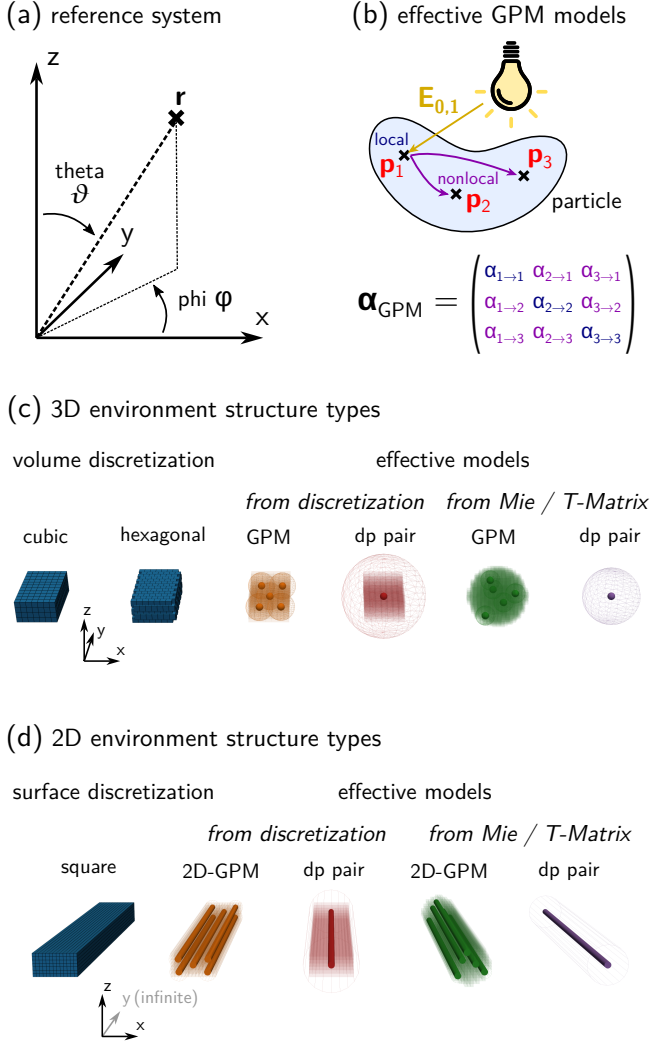 (a) reference system
z
r
theta
ϑ
y
phi φ
x
(b) effective GPM models
E0,1
local
p1
nonlocal
p2
p3
particle
αGPM = ( α1→1 α2→1 α3→1
α1→2 α2→2 α3→2
α1→3 α2→3 α3→3 )
(c) 3D environment structure types
volume discretization effective models
from discretization from Mie / T-Matrix
cubic hexagonal GPM dp pair GPM dp pair
z
y
x
(d) 2D environment structure types
surface discretization effective models
from discretization from Mie / T-Matrix
square 2D-GPM dp pair 2D-GPM dp pair
z
y (infinite)
x